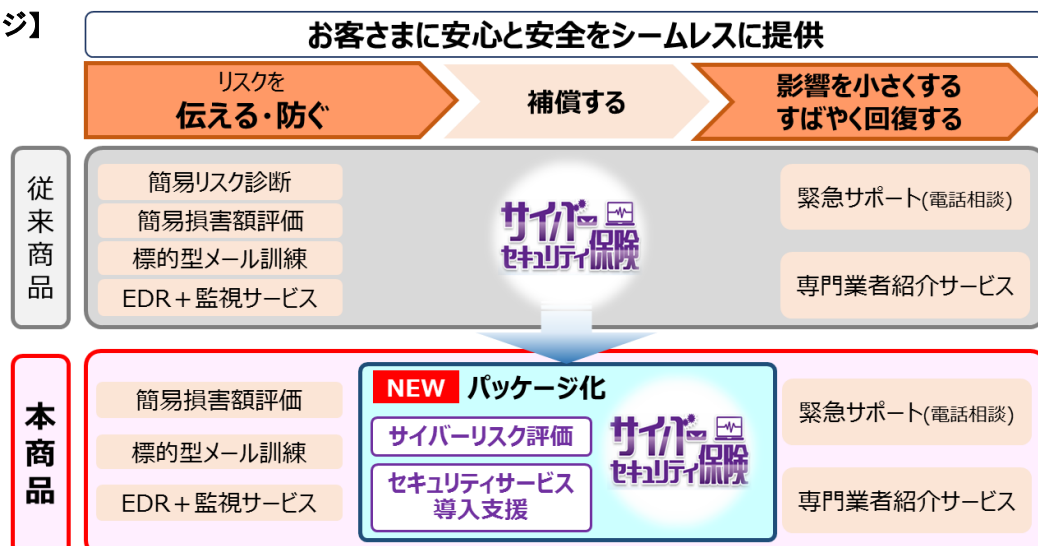 ジ】
お客さまに安心と安全をシームレスに提供
リスクを
伝える・防ぐ
補償する
影響を小さくする
すばやく回復する
従来商品
簡易リスク診断
簡易損害額評価
標的型メール訓練
EDR＋監視サービス
サイバー
セキュリティ保険
緊急サポート(電話相談)
専門業者紹介サービス
本商品
簡易損害額評価
標的型メール訓練
EDR＋監視サービス
NEW パッケージ化
サイバーリスク評価
セキュリティサービス
導入支援
サイバー
セキュリティ保険
緊急サポート(電話相談)
専門業者紹介サービス